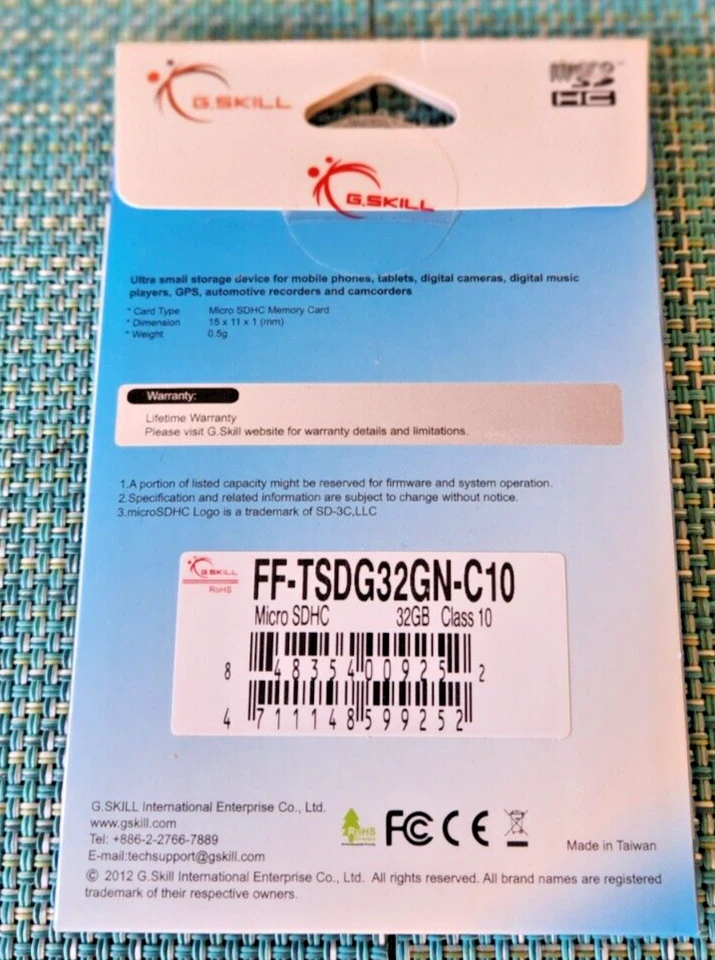 G.SKILL
micro SD™
HC
G.SKILL
Ultra small storage device for mobile phones, tablets, digital cameras, digital music
players, GPS, automotive recorders and camcorders
* Card Type Micro SDHC Memory Card
* Dimension 15 x 11 x 1 (mm)
* Weight 0.5g
Warranty:
Lifetime Warranty
Please visit G.Skill website for warranty details and limitations.
1.A portion of listed capacity might be reserved for firmware and system operation.
2.Specification and related information are subject to change without notice.
3.microSDHC Logo is a trademark of SD-3C,LLC
G.SKILL
RoHS
FF-TSDG32GN-C10
Micro SDHC 32GB Class 10
8 48354 00925 2
4 711148 599252
G.SKILL International Enterprise Co., Ltd.
www.gskill.com
Tel: +886-2-2766-7889
E-mail:techsupport@gskill.com
RoHS
FC CE
Made in Taiwan
© 2012 G.Skill International Enterprise Co., Ltd. All rights reserved. All brand names are registered
trademark of their respective owners.